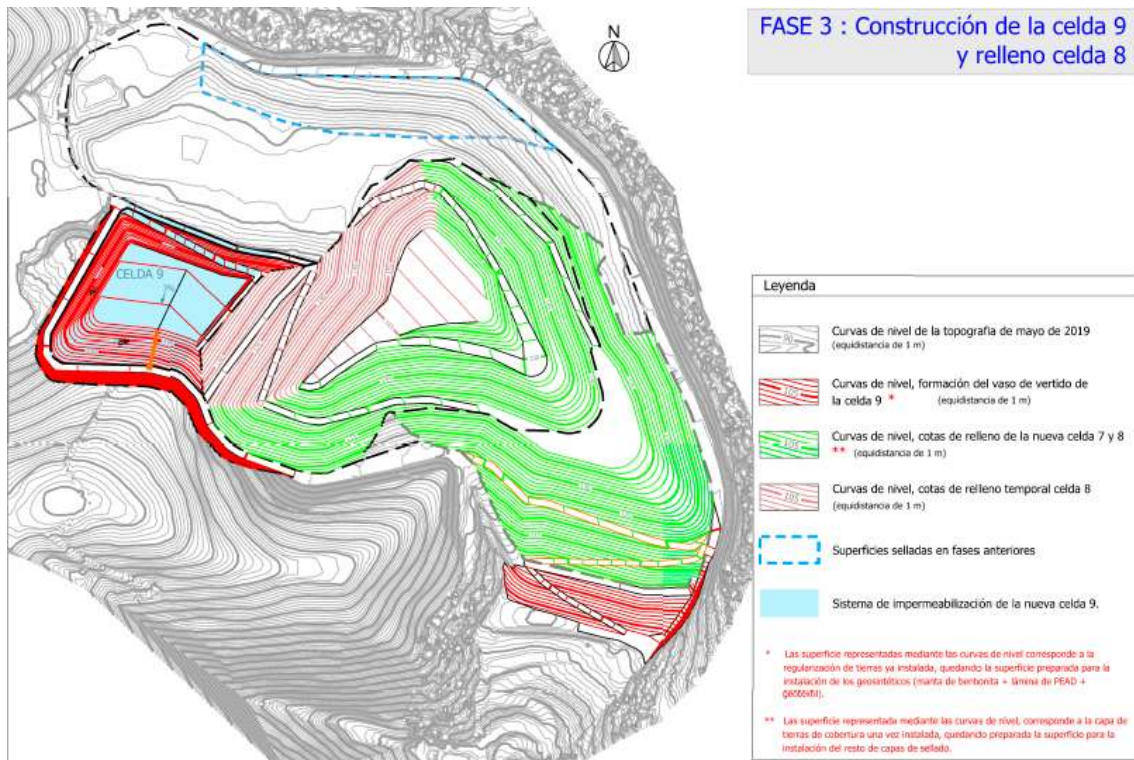 FASE 3 : Construcción de la celda 9
y relleno celda 8
N
CELDA 9
Leyenda
90
Curvas de nivel de la topografia de mayo de 2019
(equidistancia de 1 m)
105
Curvas de nivel, formación del vaso de vertido de
la celda 9 * (equidistancia de 1 m)
105
Curvas de nivel, cotas de relleno de la nueva celda 7 y 8
** (equidistancia de 1 m)
105
Curvas de nivel, cotas de relleno temporal celda 8
(equidistancia de 1 m)
Superficies selladas en fases anteriores
Sistema de impermeabilización de la nueva celda 9.
* Las superficie representadas mediante las curvas de nivel corresponde a la
regularización de tierras ya instalada, quedando la superficie preparada para la
instalación de los geosintéticos (manta de bentonita + lámina de PEAD +
geotextil).
** Las superficie representada mediante las curvas de nivel, corresponde a la capa de
tierras de cobertura una vez instalada, quedando preparada la superficie para la
instalación del resto de capas de sellado.